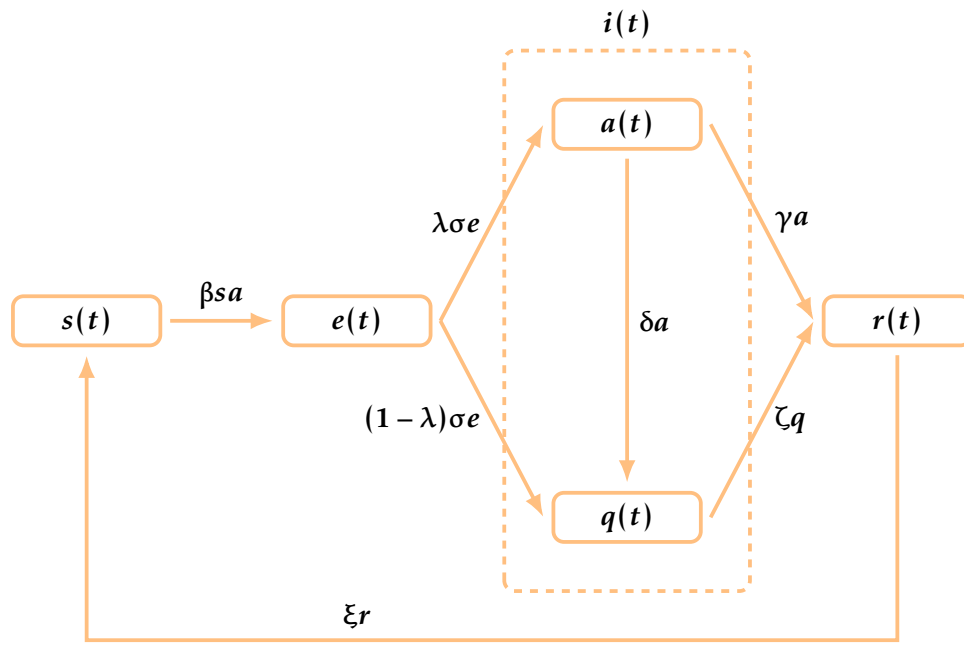 i(t)
a(t)
λσe
γa
βsa
s(t)
e(t)
δa
r(t)
(1 − λ)σe
ζq
q(t)
ξr